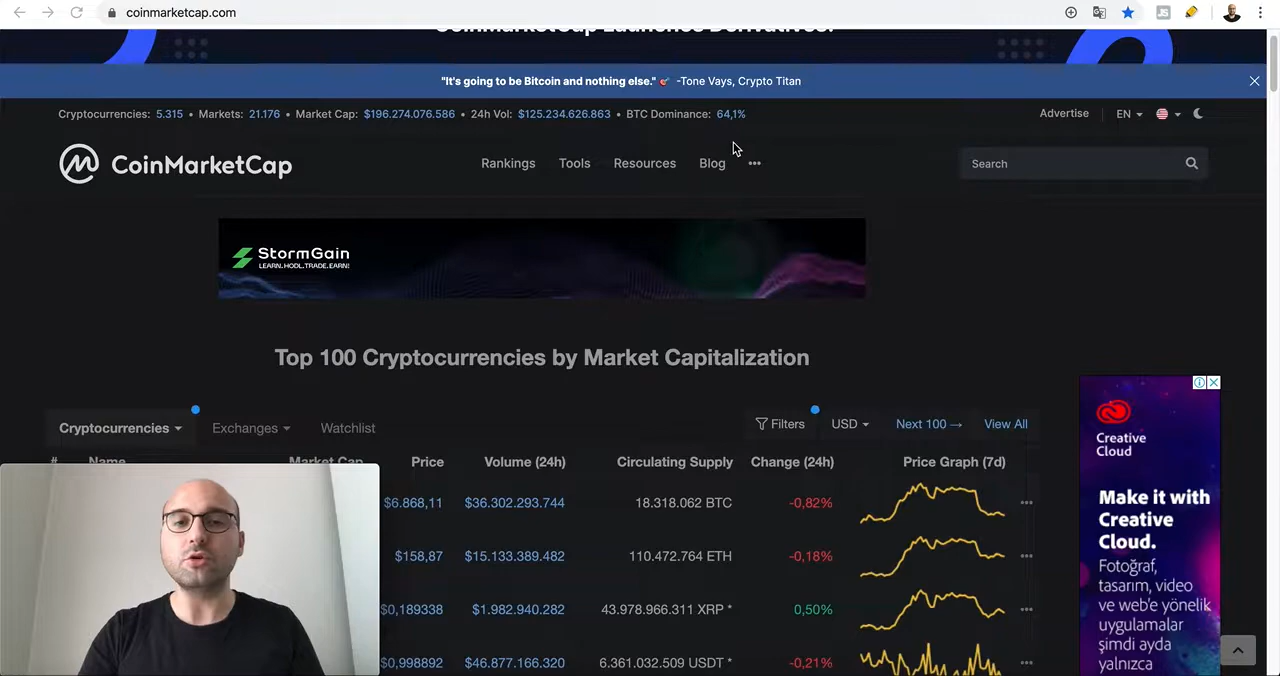 coinmarketcap.com
CoinMarketCap Launches Derivatives!
"It's going to be Bitcoin and nothing else." 🚀 -Tone Vays, Crypto Titan
Cryptocurrencies: 5.315 • Markets: 21.176 • Market Cap: $196.274.076.586 • 24h Vol: $125.234.626.863 • BTC Dominance: 64,1%
Advertise EN
CoinMarketCap
Rankings Tools Resources Blog •••
Search
StormGain
LEARN. HODL. TRADE. EARN!
Top 100 Cryptocurrencies by Market Capitalization
Cryptocurrencies Exchanges Watchlist
Filters USD Next 100 → View All
# Name Market Cap Price Volume (24h) Circulating Supply Change (24h) Price Graph (7d)
$6.868,11 $36.302.293.744 18.318.062 BTC -0,82%
$158,87 $15.133.389.482 110.472.764 ETH -0,18%
$0,189338 $1.982.940.282 43.978.966.311 XRP * 0,50%
$0,998892 $46.877.166.320 6.361.032.509 USDT * -0,21%
Creative
Cloud
Make it with
Creative
Cloud.
Fotoğraf,
tasarım, video
ve web'e yönelik
uygulamalar
şimdi ayda
yalnızca
JS